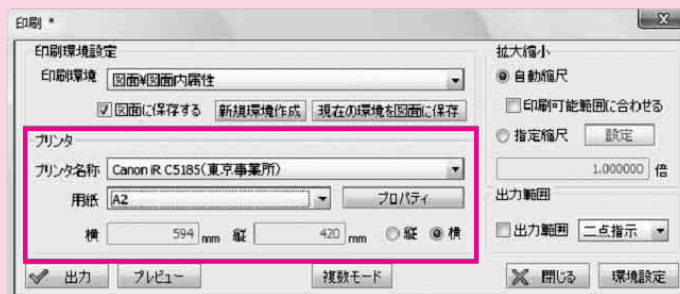 印刷 *
印刷環境設定
印刷環境 図面¥図面内属性
図面に保存する 新規環境作成 現在の環境を図面に保存
プリンタ
プリンタ名称 Canon iR C5185(東京事業所)
用紙 A2 プロパティ
横 594 mm 縦 420 mm 縦 横
出力 プレビュー 複数モード
拡大縮小
自動縮尺
印刷可能範囲に合わせる
指定縮尺 設定
1.000000 倍
出力範囲
出力範囲 二点指示
閉じる 環境設定